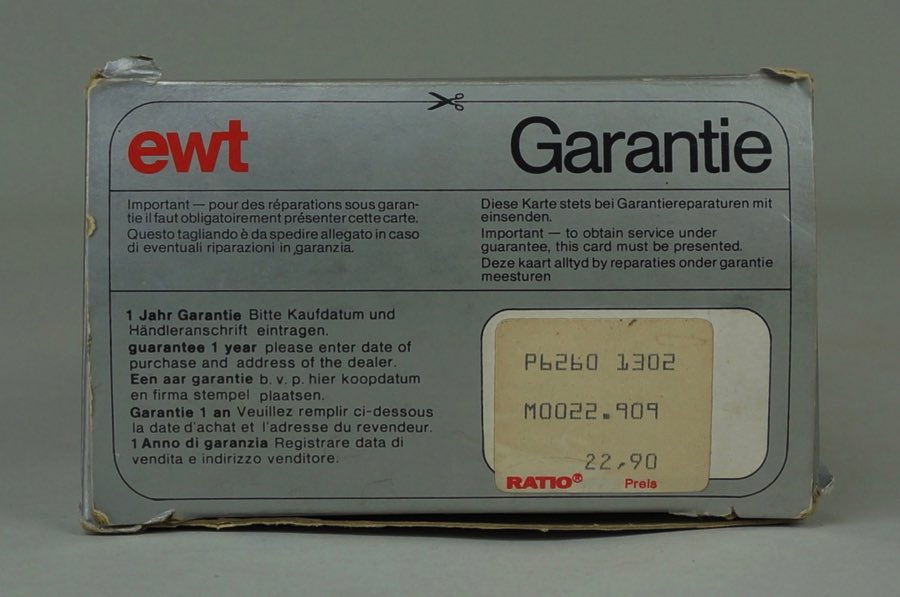 ewt
Garantie
Important — pour des réparations sous garan-
tie il faut obligatoirement présenter cette carte.
Questo tagliando è da spedire allegato in caso
di eventuali riparazioni in garanzia.
Diese Karte stets bei Garantiereparaturen mit
einsenden.
Important — to obtain service under
guarantee, this card must be presented.
Deze kaart alltyd by reparaties onder garantie
meesturen
1 Jahr Garantie Bitte Kaufdatum und
Händleranschrift eintragen.
guarantee 1 year please enter date of
purchase and address of the dealer.
Een aar garantie b. v. p. hier koopdatum
en firma stempel plaatsen.
Garantie 1 an Veuillez remplir ci-dessous
la date d'achat et l'adresse du revendeur.
1 Anno di garanzia Registrare data di
vendita e indirizzo venditore.
P6260 1302
M0022.909
22,90
RATIO® Preis